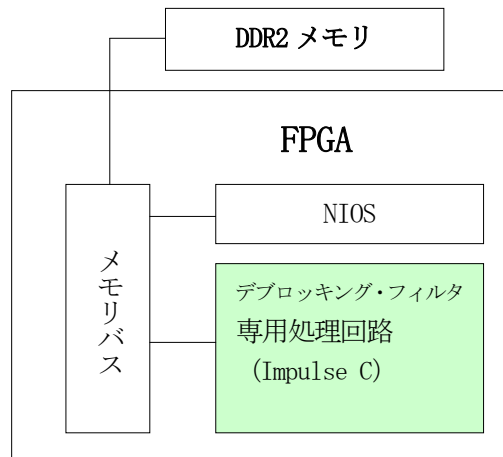 DDR2 メモリ
FPGA
NIOS
メモリバス
デブロッキング・フィルタ
専用処理回路
(Impulse C)